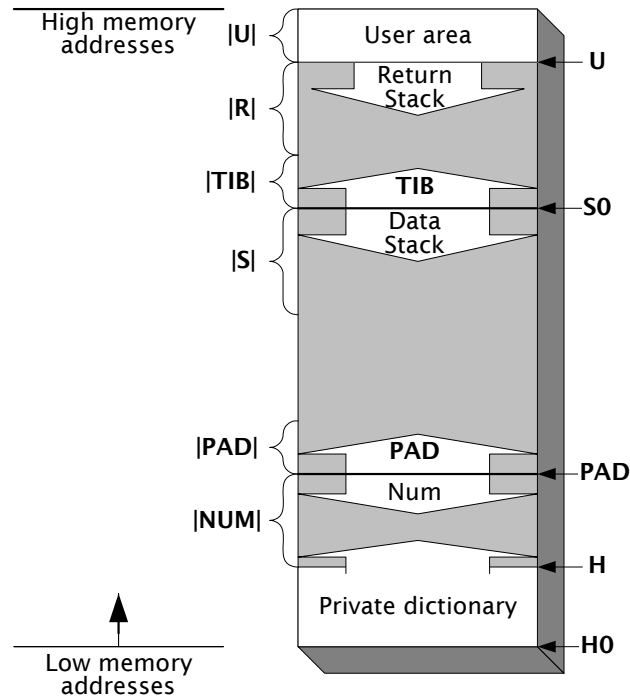 High memory
addresses
|U|
User area
U
Return
Stack
|R|
|TIB|
TIB
S0
Data
Stack
|S|
|PAD|
PAD
PAD
Num
|NUM|
H
Private dictionary
H0
Low memory
addresses